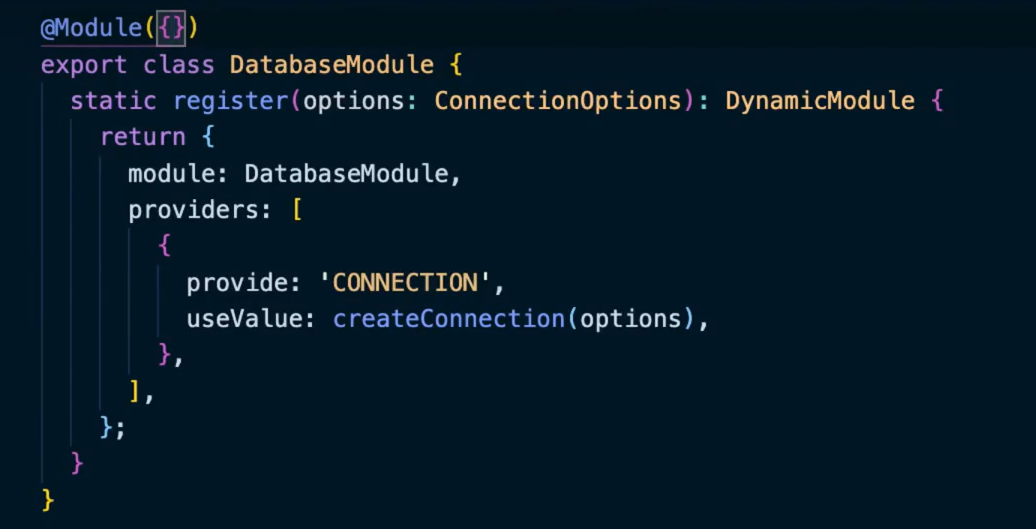 @Module({})
export class DatabaseModule {
static register(options: ConnectionOptions): DynamicModule {
return {
module: DatabaseModule,
providers: [
{
provide: 'CONNECTION',
useValue: createConnection(options),
},
],
};
}
}